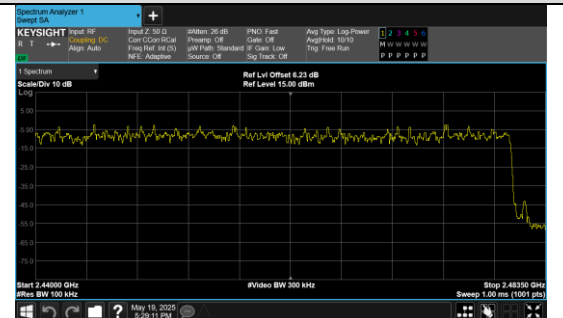 Spectrum Analyzer 1
Swept SA
+
KEYSIGHT Input: RF Input Z: 50 Ω #Atten: 26 dB PNO: Fast Avg Type: Log-Power 1 2 3 4 5 6
R T Coupling: DC Corr CCorr RCal Preamp: Off Gate: Off Avg|Hold: 10/10 M W W W W W
Align: Auto Freq Ref: Int (S) µW Path: Standard IF Gain: Low Trig: Free Run P P P P P P
NFE: Adaptive Source: Off Sig Track: Off
1 Spectrum
Ref Lvl Offset 6.23 dB
Scale/Div 10 dB Ref Level 15.00 dBm
Log
5.00
-5.00
-15.0
-25.0
-35.0
-45.0
-55.0
-65.0
-75.0
Start 2.44000 GHz #Video BW 300 kHz Stop 2.48350 GHz
#Res BW 100 kHz Sweep 1.00 ms (1001 pts)
? May 19, 2025
5:29:11 PM